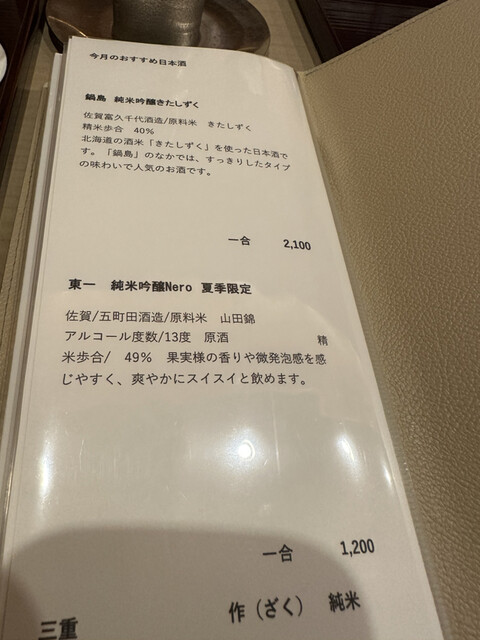 今月のおすすめ日本酒
鍋島 純米吟醸きたしずく
佐賀富久千代酒造/原料米 きたしずく
精米歩合 40%
北海道の酒米「きたしずく」を使った日本酒で
す。「鍋島」のなかでは、すっきりしたタイプ
の味わいで人気のお酒です。
一合 2,100
東一 純米吟醸Nero 夏季限定
佐賀/五町田酒造/原料米 山田錦
アルコール度数/13度 原酒 精
米歩合/ 49% 果実様の香りや微発泡感を感
じやすく、爽やかにスイスイと飲めます。
一合 1,200
三重 作（ざく） 純米